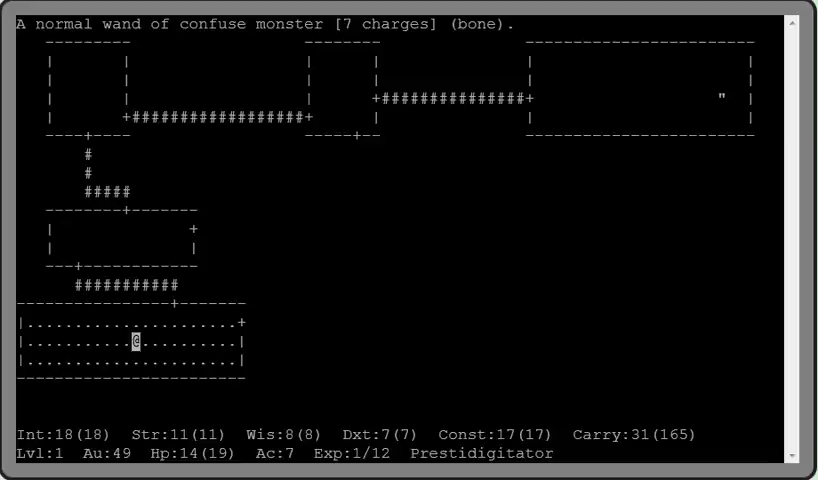 A normal wand of confuse monster [7 charges] (bone).
Int:18(18) Str:11(11) Wis:8(8) Dxt:7(7) Const:17(17) Carry:31(165)
Lvl:1 Au:49 Hp:14(19) Ac:7 Exp:1/12 Prestidigitator